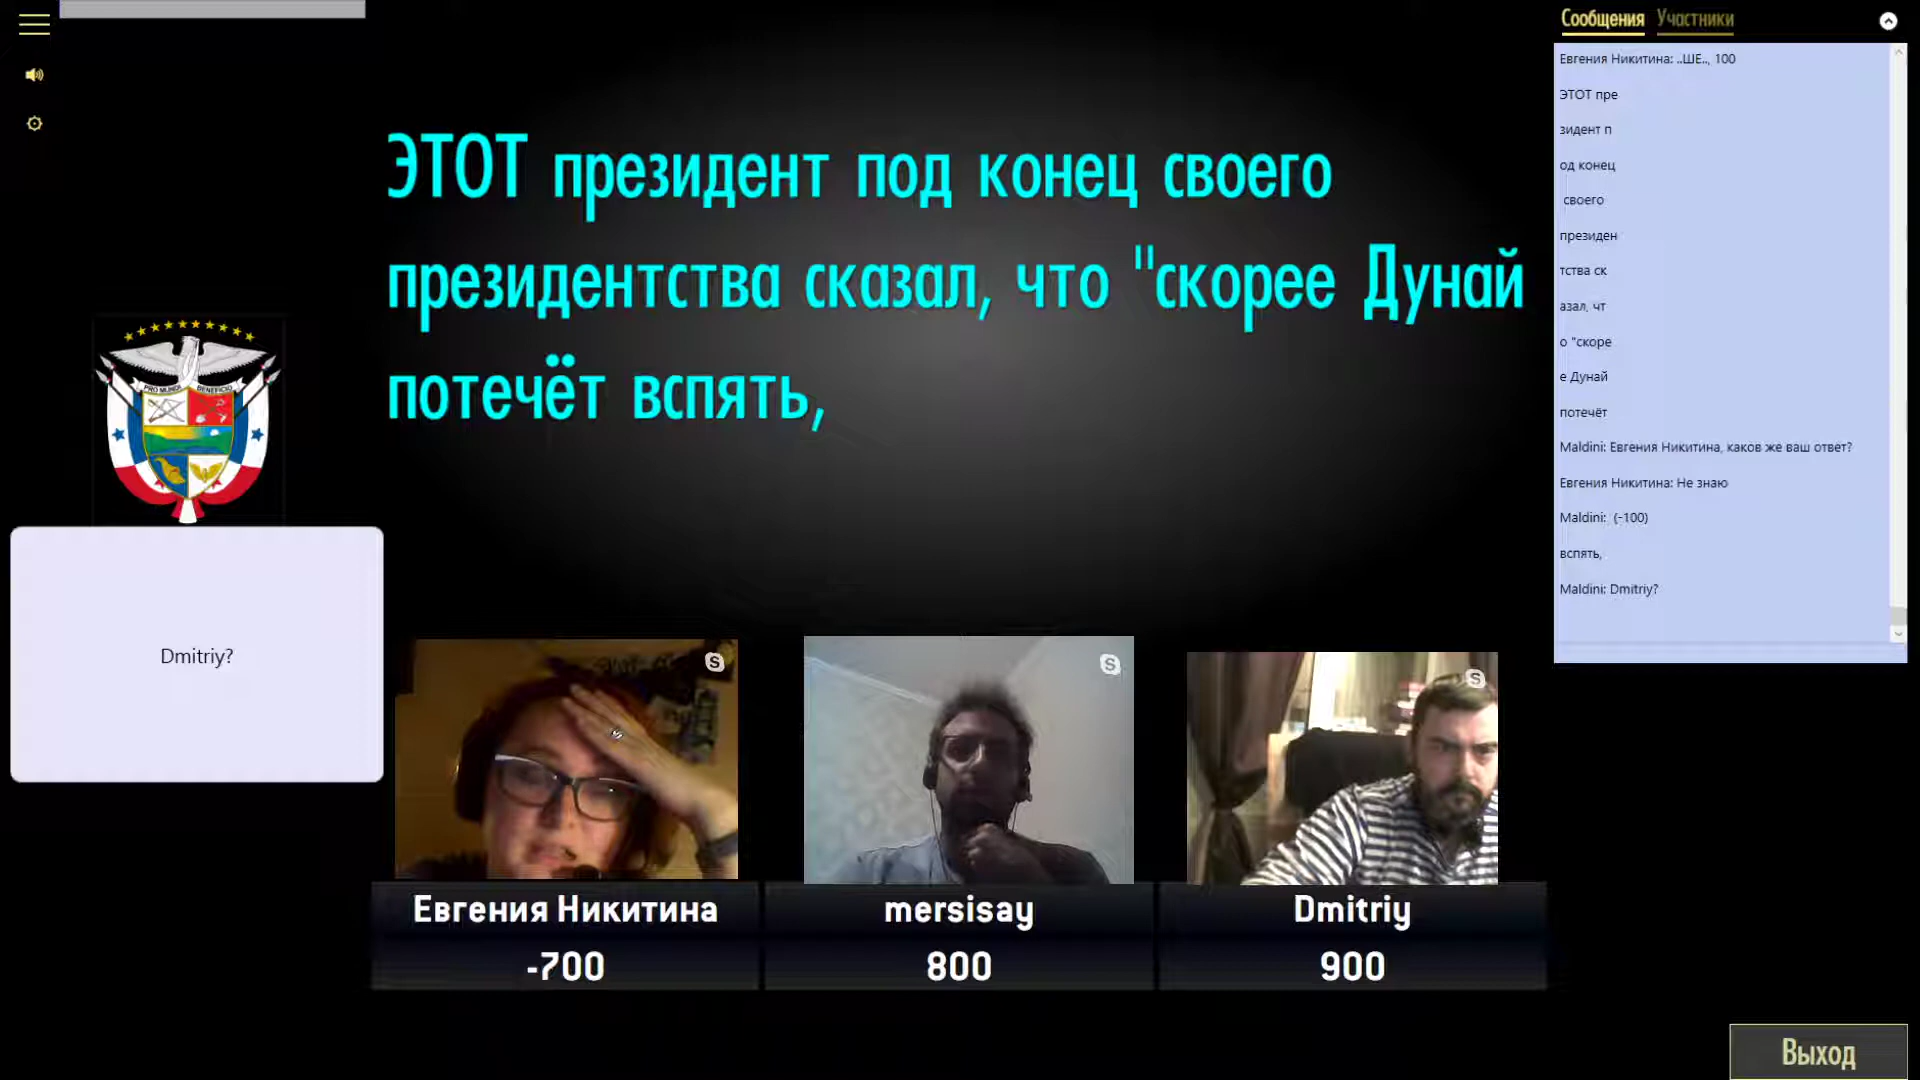 Сообщения Участники
Евгения Никитина: ..ШЕ.., 100
ЭТОТ пре
зидент п
од конец
своего
президен
тства ск
азал, чт
о "скоре
е Дунай
потечёт
Maldini: Евгения Никитина, каков же ваш ответ?
Евгения Никитина: Не знаю
Maldini: (-100)
вспять,
Maldini: Dmitriy?
ЭТОТ президент под конец своего
президентства сказал, что "скорее Дунай
потечёт вспять,
PRO MUNDI BENEFICIO
Dmitriy?
Евгения Никитина
-700
mersisay
800
Dmitriy
900
Выход